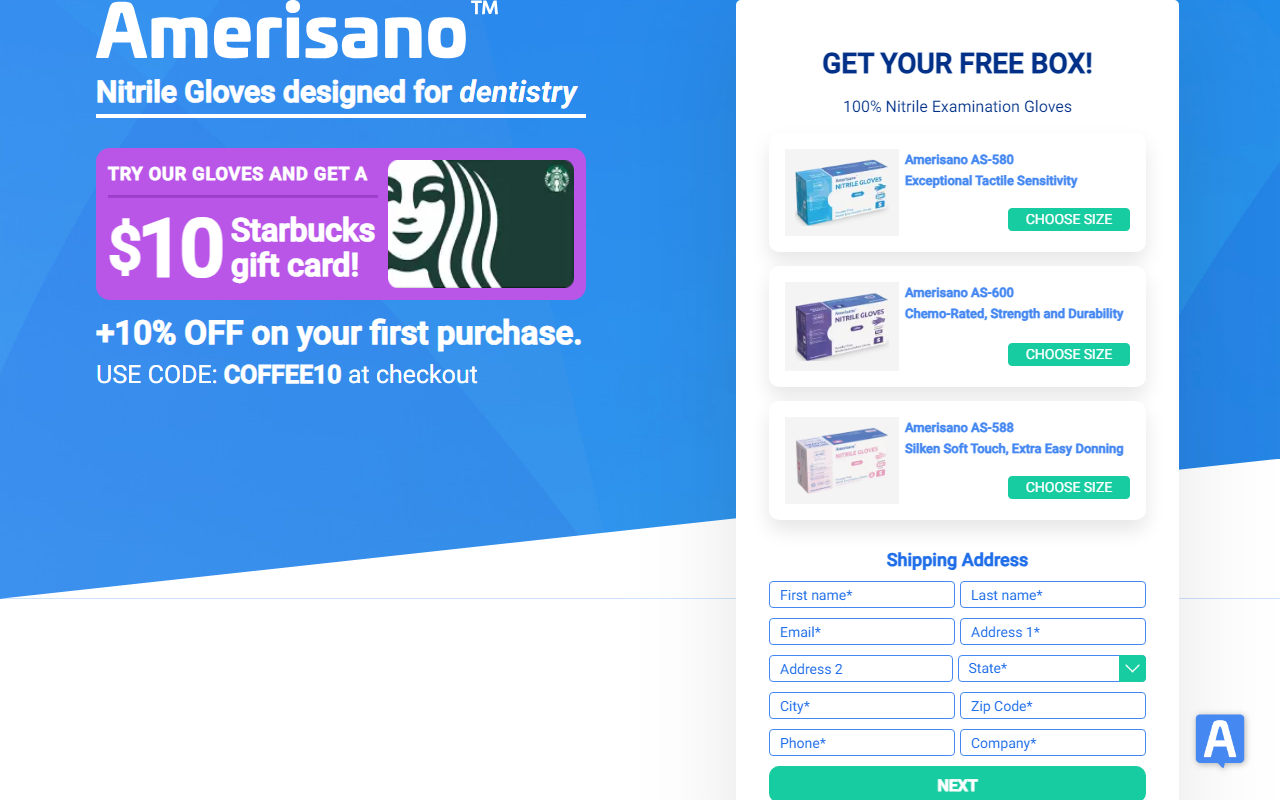 Amerisano™
Nitrile Gloves designed for dentistry
TRY OUR GLOVES AND GET A
$10 Starbucks
gift card!
+10% OFF on your first purchase.
USE CODE: COFFEE10 at checkout
GET YOUR FREE BOX!
100% Nitrile Examination Gloves
Amerisano
NITRILE GLOVES
Amerisano AS-580
Exceptional Tactile Sensitivity
CHOOSE SIZE
Amerisano
NITRILE GLOVES
Amerisano AS-600
Chemo-Rated, Strength and Durability
CHOOSE SIZE
Amerisano
NITRILE GLOVES
Amerisano AS-588
Silken Soft Touch, Extra Easy Donning
CHOOSE SIZE
Shipping Address
First name* Last name*
Email* Address 1*
Address 2 State*
City* Zip Code*
Phone* Company*
NEXT
A